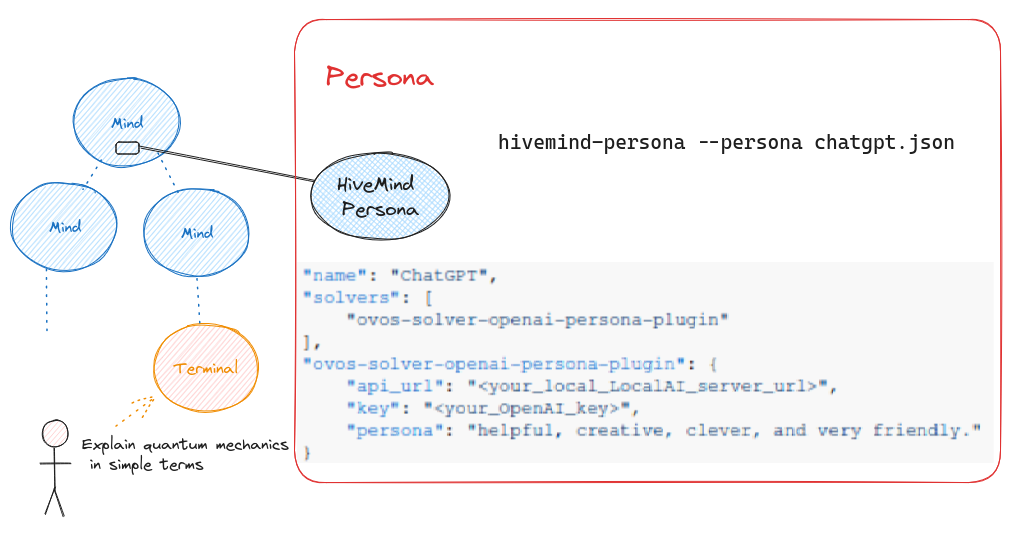 Persona
hivemind-persona --persona chatgpt.json
Mind
HiveMind
Persona
Mind
Mind
Terminal
Explain quantum mechanics
in simple terms
"name": "ChatGPT",
"solvers": [
    "ovos-solver-openai-persona-plugin"
],
"ovos-solver-openai-persona-plugin": {
    "api_url": "<your_local_LocalAI_server_url>",
    "key": "<your_OpenAI_key>",
    "persona": "helpful, creative, clever, and very friendly."
}